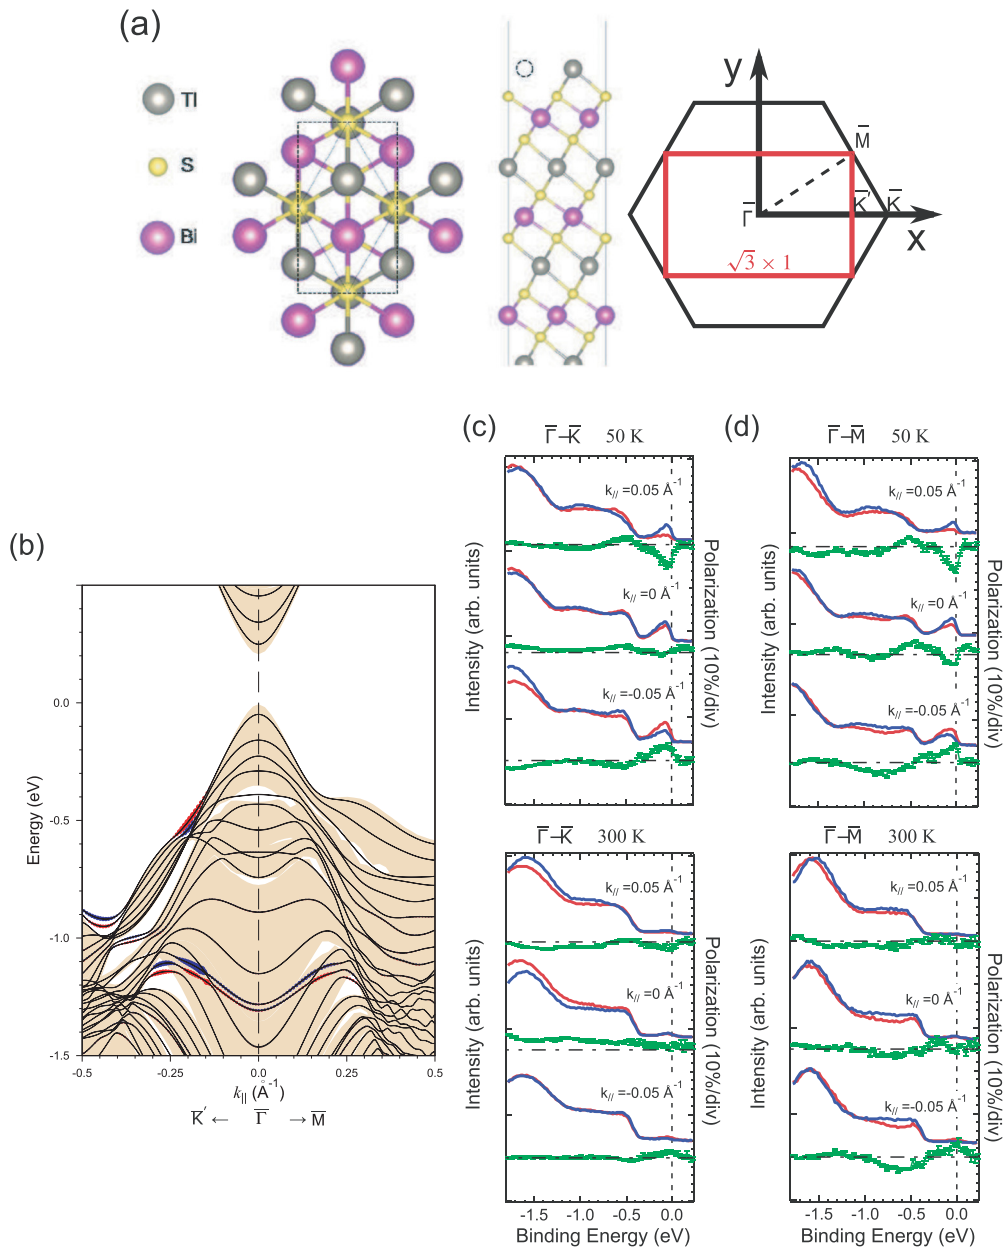 (a)
Tl
S
Bi
y
M̅
Γ̅
K̅′
K̅
x
√3 × 1
(b)
0.0
-0.5
-1.0
-1.5
Energy (eV)
-0.5
-0.25
0.0
0.25
0.5
k|| (Å⁻¹)
K̅′ ← Γ̅ → M̅
(c)
Γ̅–K̅ 50 K
k// =0.05 Å⁻¹
k// =0 Å⁻¹
k// =-0.05 Å⁻¹
Intensity (arb. units)
Polarization (10%/div)
Γ̅–K̅ 300 K
k// =0.05 Å⁻¹
k// =0 Å⁻¹
k// =-0.05 Å⁻¹
Intensity (arb. units)
Polarization (10%/div)
-1.5 -1.0 -0.5 0.0
Binding Energy (eV)
(d)
Γ̅–M̅ 50 K
k// =0.05 Å⁻¹
k// =0 Å⁻¹
k// =-0.05 Å⁻¹
Intensity (arb. units)
Polarization (10%/div)
Γ̅–M̅ 300 K
k// =0.05 Å⁻¹
k// =0 Å⁻¹
k// =-0.05 Å⁻¹
Intensity (arb. units)
Polarization (10%/div)
-1.5 -1.0 -0.5 0.0
Binding Energy (eV)